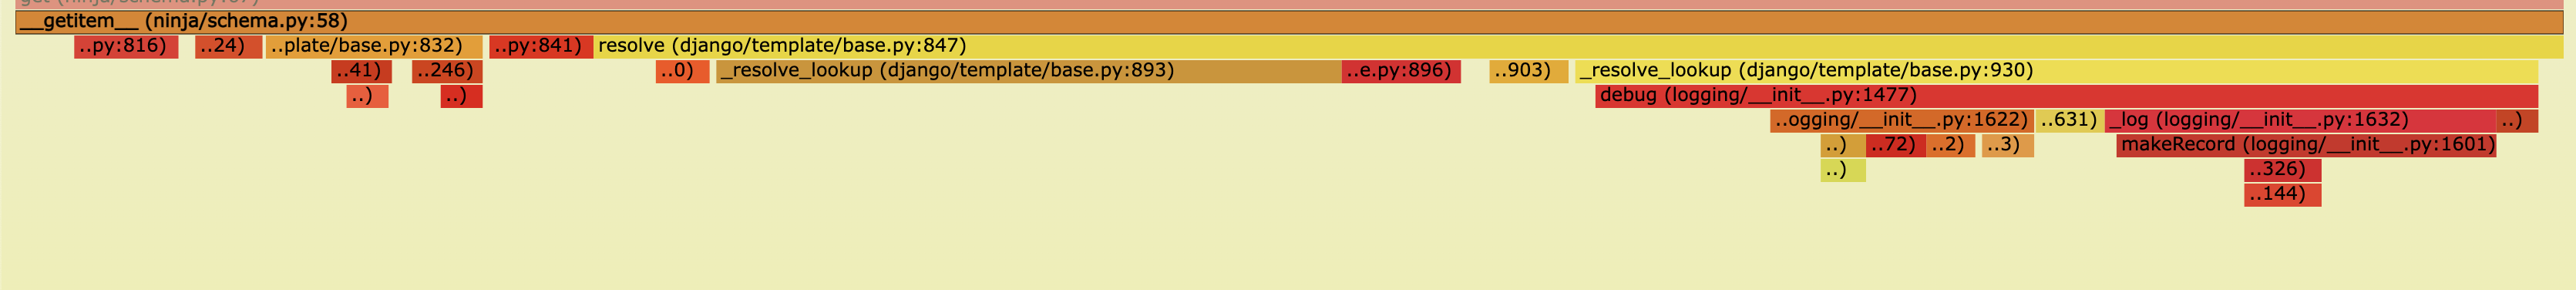 get (ninja/schema.py:67)
__getitem__ (ninja/schema.py:58)
..py:816) ..24) ..plate/base.py:832) ..py:841) resolve (django/template/base.py:847)
..41) ..246) ..0) _resolve_lookup (django/template/base.py:893) ..e.py:896) ..903) _resolve_lookup (django/template/base.py:930)
..) ..) debug (logging/__init__.py:1477)
..ogging/__init__.py:1622) ..631) _log (logging/__init__.py:1632) ..)
..) ..72) ..2) ..3) makeRecord (logging/__init__.py:1601)
..) ..326)
..144)